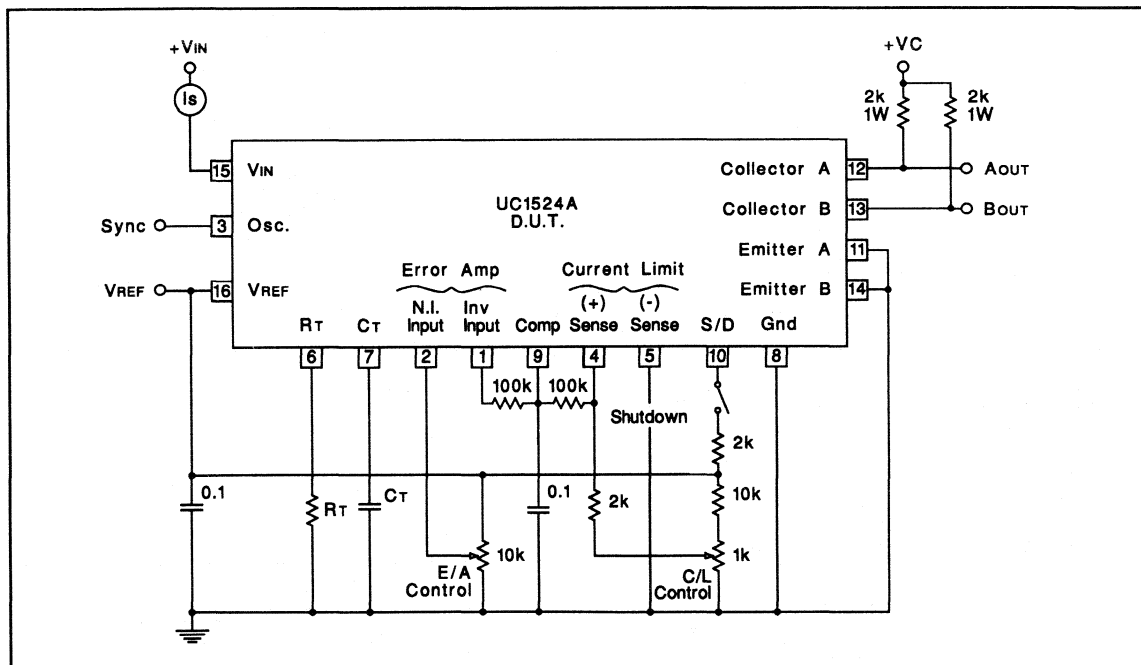 +VIN
+VC
Is
2k
1W
2k
1W
15
VIN
Collector A
12
AOUT
UC1524A
D.U.T.
Sync
3
Osc.
Collector B
13
BOUT
Emitter A
11
Error Amp
Current Limit
VREF
16
VREF
Emitter B
14
N.I.
Input
Inv
Input
(+)
Sense
(-)
Sense
RT
CT
Comp
S/D
Gnd
6
7
2
1
9
4
5
10
8
100k
100k
Shutdown
2k
0.1
RT
CT
10k
0.1
2k
10k
1k
E/A
Control
C/L
Control